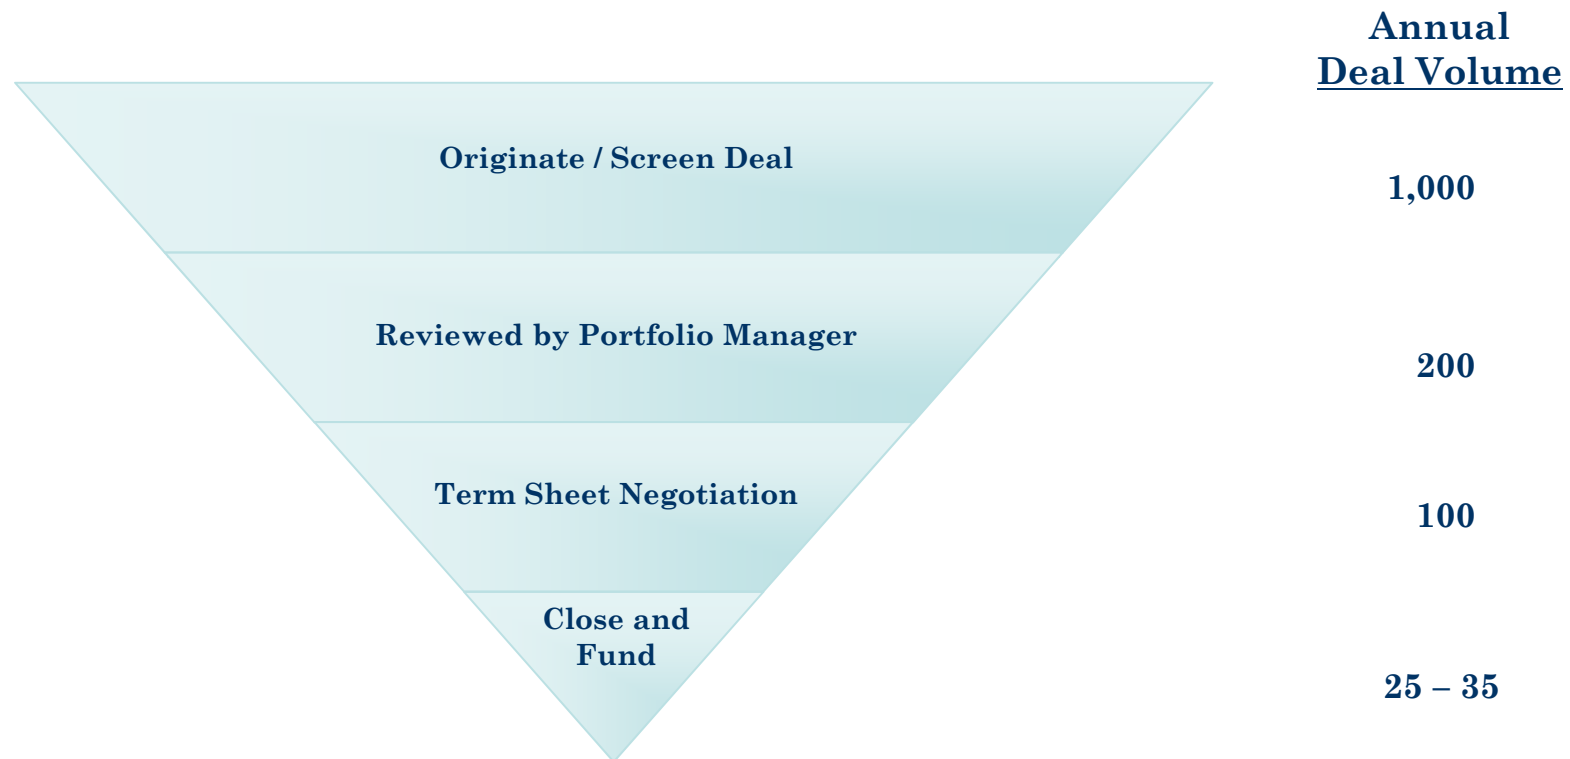 Annual
Deal Volume
Originate / Screen Deal
1,000
Reviewed by Portfolio Manager
200
Term Sheet Negotiation
100
Close and
Fund
25 – 35